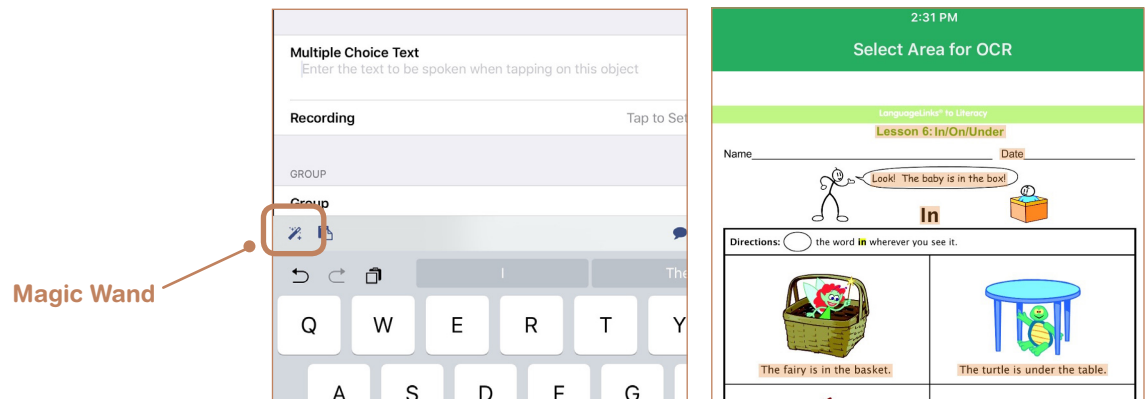 Magic Wand
Multiple Choice Text
Enter the text to be spoken when tapping on this object
Recording
Tap to Set
GROUP
Group
I
The
Q W E R T Y
A S D F G
2:31 PM
Select Area for OCR
LanguageLinks® to Literacy
Lesson 6: In/On/Under
Name Date
Look! The baby is in the box!
In
Directions: the word in wherever you see it.
The fairy is in the basket.
The turtle is under the table.